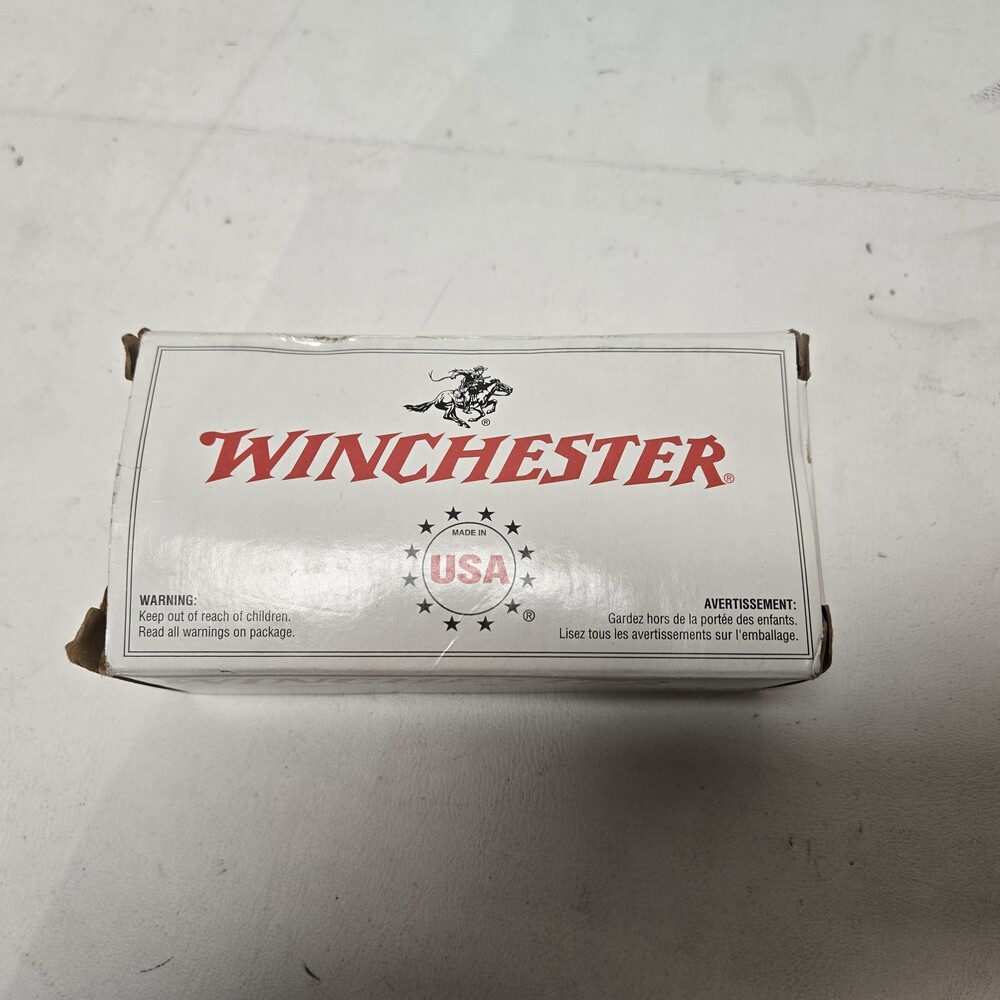 ®
WINCHESTER®
MADE IN
USA
®
WARNING:
Keep out of reach of children.
Read all warnings on package.
AVERTISSEMENT:
Gardez hors de la portée des enfants.
Lisez tous les avertissements sur l'emballage.